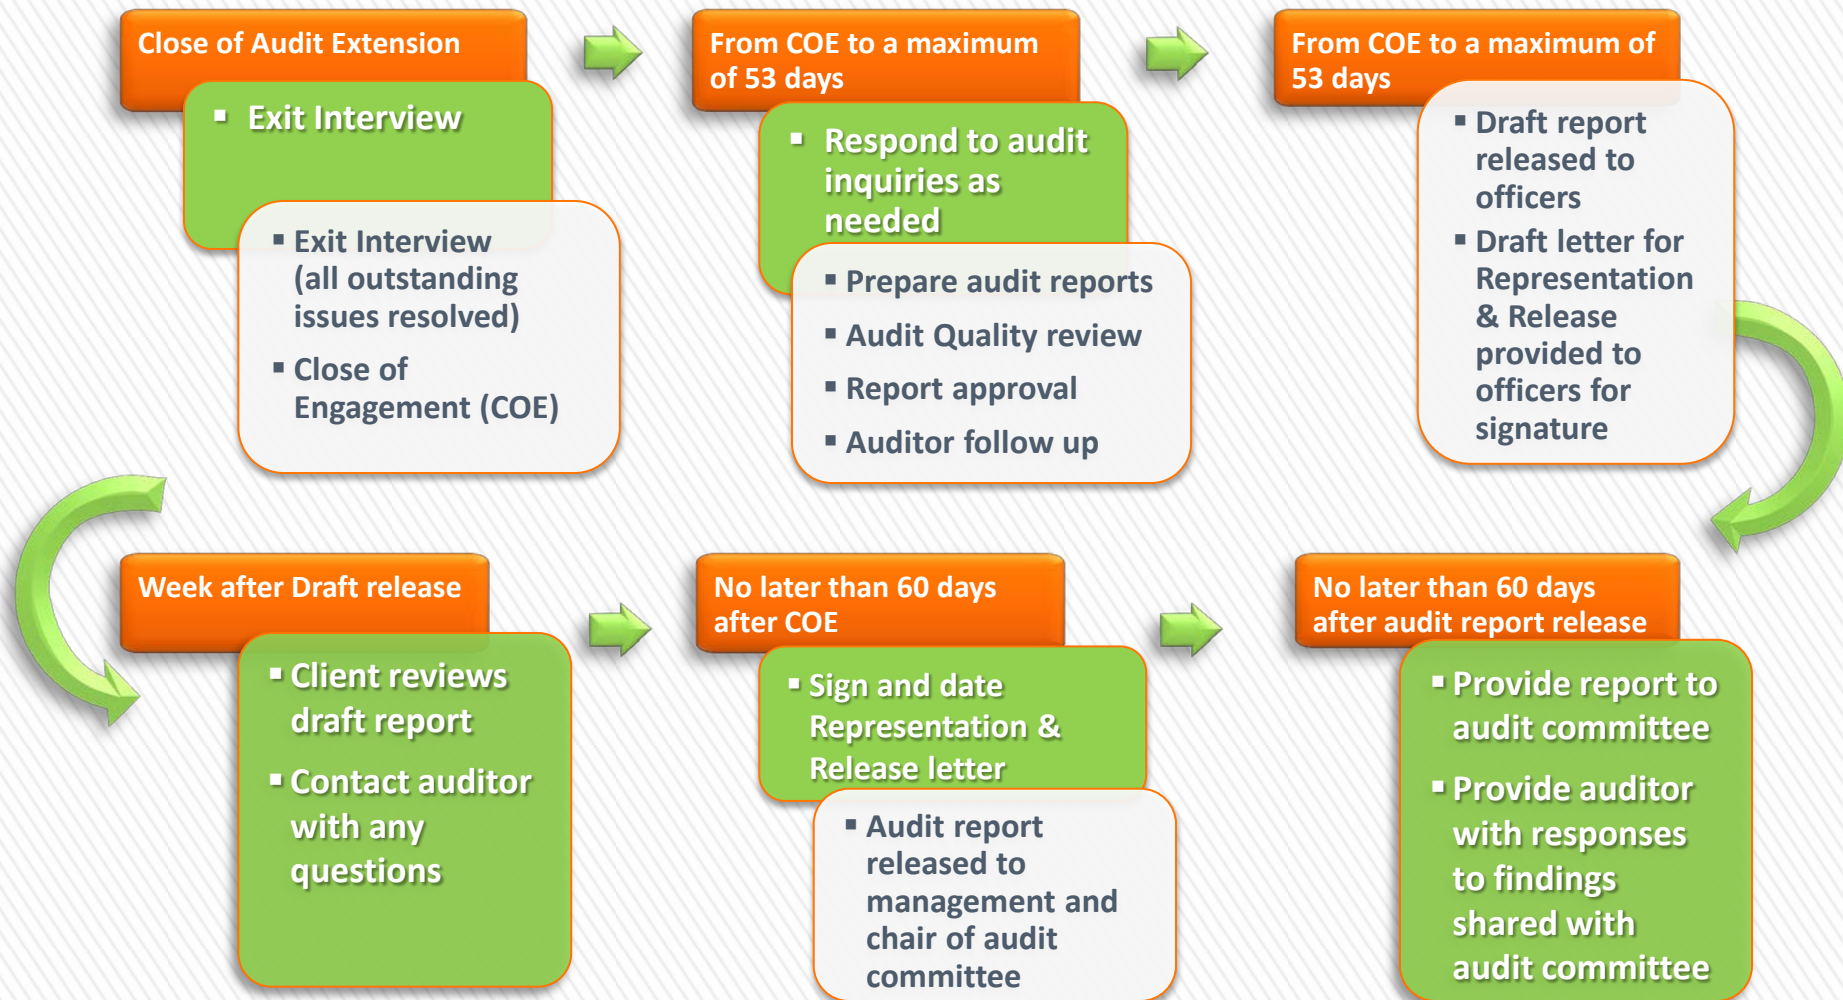 Close of Audit Extension
▪ Exit Interview
▪ Exit Interview
(all outstanding
issues resolved)
▪ Close of
Engagement (COE)
From COE to a maximum
of 53 days
▪ Respond to audit
inquiries as
needed
▪ Prepare audit reports
▪ Audit Quality review
▪ Report approval
▪ Auditor follow up
From COE to a maximum of
53 days
▪ Draft report
released to
officers
▪ Draft letter for
Representation
& Release
provided to
officers for
signature
Week after Draft release
▪ Client reviews
draft report
▪ Contact auditor
with any
questions
No later than 60 days
after COE
▪ Sign and date
Representation &
Release letter
▪ Audit report
released to
management and
chair of audit
committee
No later than 60 days
after audit report release
▪ Provide report to
audit committee
▪ Provide auditor
with responses
to findings
shared with
audit committee